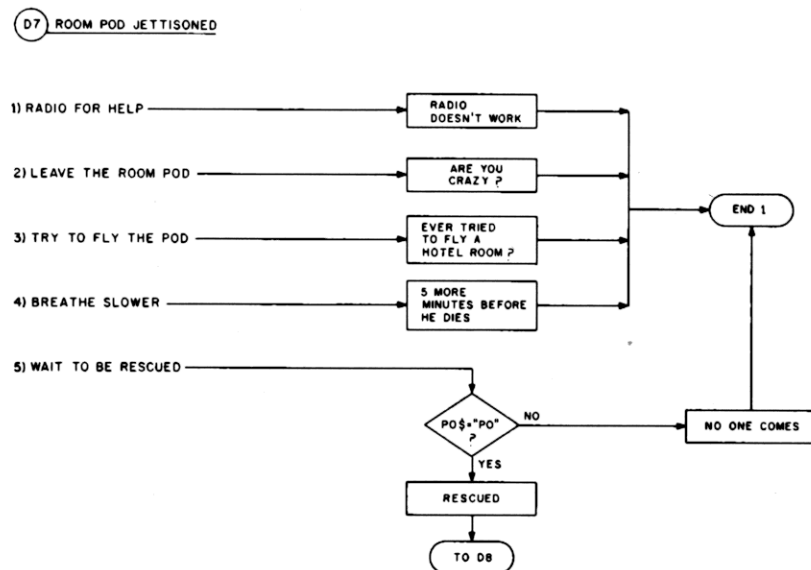 D7 ROOM POD JETTISONED
1) RADIO FOR HELP
RADIO
DOESN'T WORK
2) LEAVE THE ROOM POD
ARE YOU
CRAZY ?
END 1
3) TRY TO FLY THE POD
EVER TRIED
TO FLY A
HOTEL ROOM ?
4) BREATHE SLOWER
5 MORE
MINUTES BEFORE
HE DIES
5) WAIT TO BE RESCUED
PO$="PO"
?
NO
NO ONE COMES
YES
RESCUED
TO D8